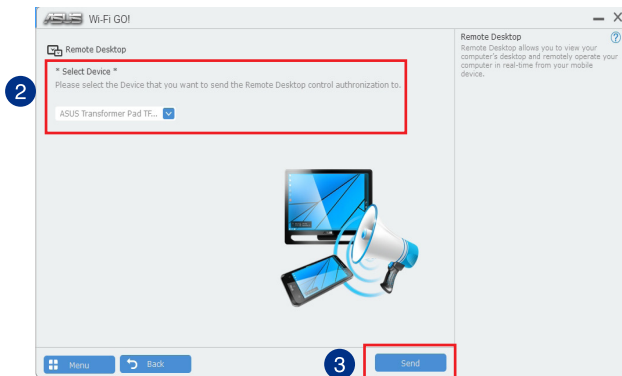 ASUS Wi-Fi GO!
Remote Desktop
* Select Device *
Please select the Device that you want to send the Remote Desktop control authronization to.
2
ASUS Transformer Pad TF...
Remote Desktop
Remote Desktop allows you to view your
computer's desktop and remotely operate your
computer in real-time from your mobile
device.
?
Menu
Back
3
Send